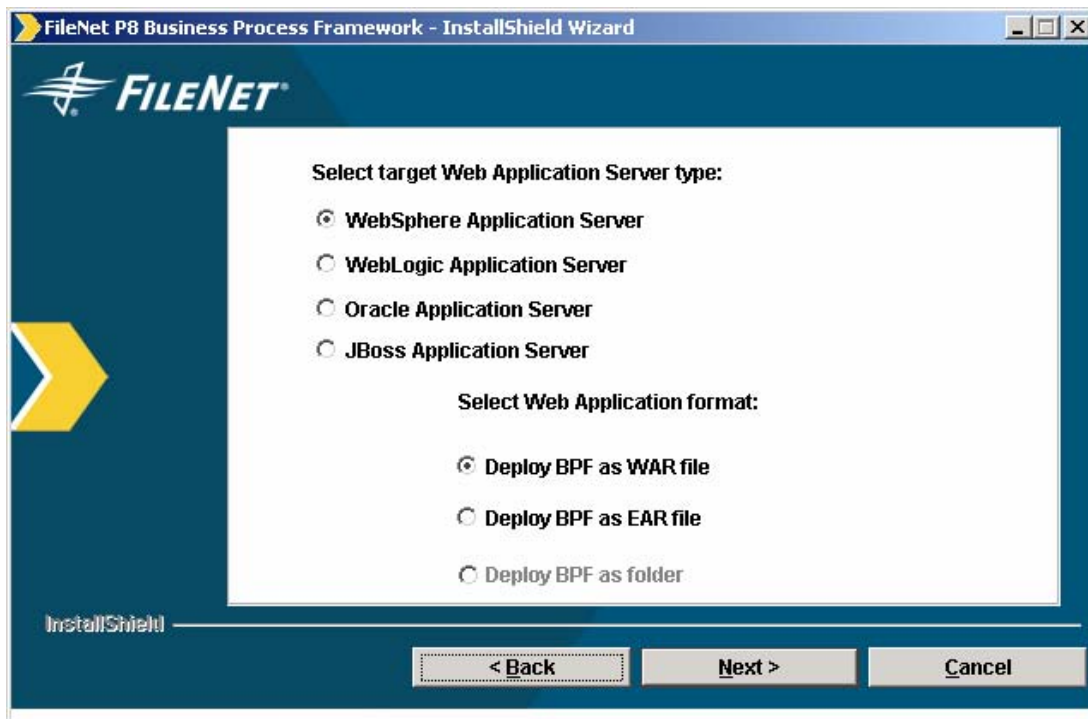 FileNet P8 Business Process Framework - InstallShield Wizard
FILENET®
Select target Web Application Server type:
WebSphere Application Server
WebLogic Application Server
Oracle Application Server
JBoss Application Server
Select Web Application format:
Deploy BPF as WAR file
Deploy BPF as EAR file
Deploy BPF as folder
InstallShield
< Back Next > Cancel